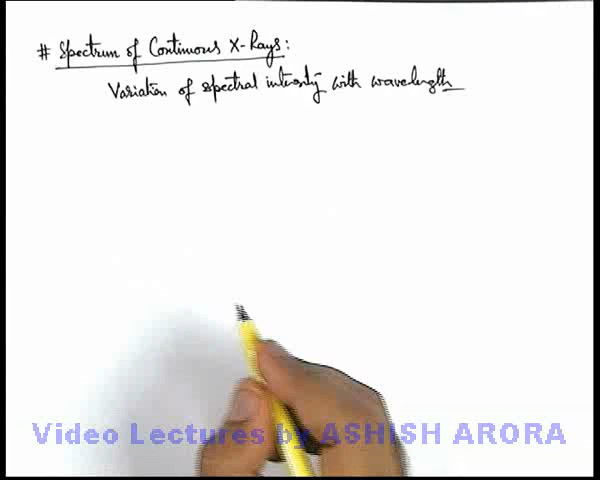 # Spectrum of Continuous X-Rays:
Variation of spectral intensity with wavelength
Video Lectures by ASHISH ARORA